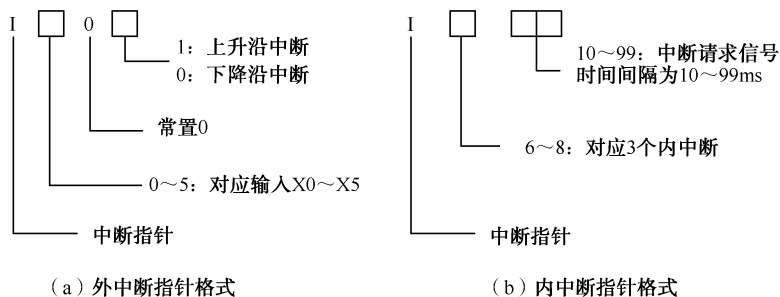 I □ 0 □
1：上升沿中断
0：下降沿中断
常置0
0～5：对应输入X0～X5
中断指针
（a）外中断指针格式
I □ □□
10～99：中断请求信号
时间间隔为10～99ms
6～8：对应3个内中断
中断指针
（b）内中断指针格式